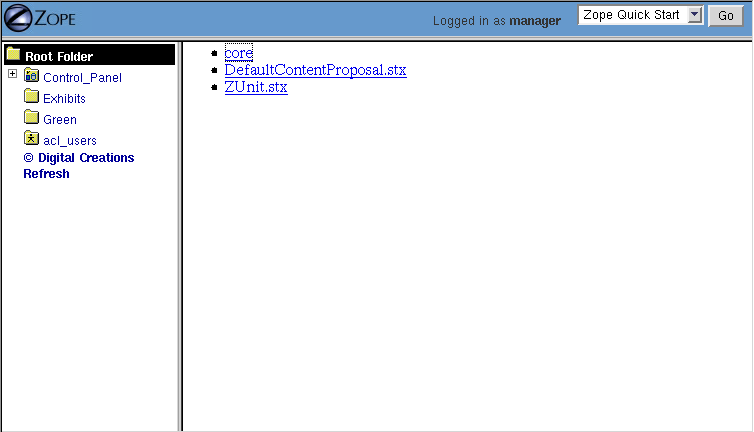 ZOPE
Logged in as manager
Zope Quick Start
Go
Root Folder
Control_Panel
Exhibits
Green
acl_users
© Digital Creations
Refresh
core
DefaultContentProposal.stx
ZUnit.stx